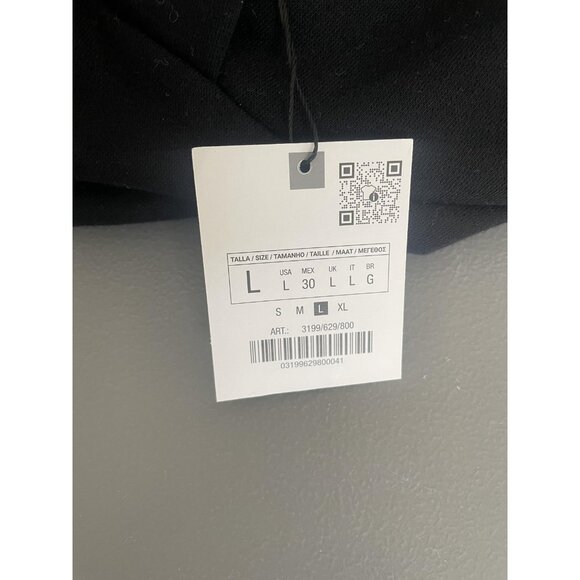 TALLA / SIZE / TAMANHO / TAILLE / MAAT / ΜΕΓΕΘΟΣ
L USA L MEX 30 UK L IT L BR G
S M L XL
ART.: 3199/629/800
03199629800041